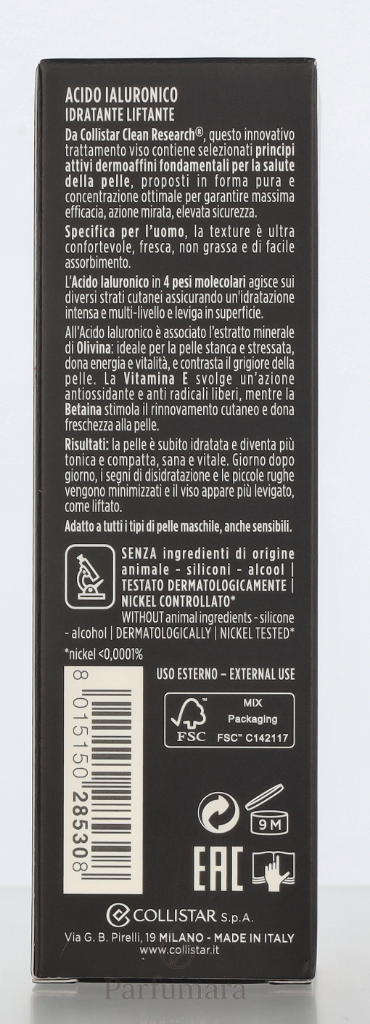 ACIDO IALURONICO
IDRATANTE LIFTANTE
Da Collistar Clean Research®, questo innovativo
trattamento viso contiene selezionati principi
attivi dermoaffini fondamentali per la salute
della pelle, proposti in forma pura e
concentrazione ottimale per garantire massima
efficacia, azione mirata, elevata sicurezza.
Specifica per l'uomo, la texture è ultra
confortevole, fresca, non grassa e di facile
assorbimento.
L'Acido Ialuronico in 4 pesi molecolari agisce sui
diversi strati cutanei assicurando un'idratazione
intensa e multi-livello e leviga in superficie.
All'Acido Ialuronico è associato l'estratto minerale
di Olivina: ideale per la pelle stanca e stressata,
dona energia e vitalità, e contrasta il grigiore della
pelle. La Vitamina E svolge un'azione
antiossidante e anti radicali liberi, mentre la
Betaina stimola il rinnovamento cutaneo e dona
freschezza alla pelle.
Risultati: la pelle è subito idratata e diventa più
tonica e compatta, sana e vitale. Giorno dopo
giorno, i segni di disidratazione e le piccole rughe
vengono minimizzati e il viso appare più levigato,
come liftato.
Adatto a tutti i tipi di pelle maschile, anche sensibili.
SENZA ingredienti di origine
animale - siliconi - alcool |
TESTATO DERMATOLOGICAMENTE |
NICKEL CONTROLLATO*
WITHOUT animal ingredients - silicone
- alcohol | DERMATOLOGICALLY | NICKEL TESTED*
*nickel <0,0001%
USO ESTERNO – EXTERNAL USE
8 015150 285308
FSC
MIX
Packaging
FSC™ C142117
9 M
EAC
COLLISTAR S.p.A.
Via G. B. Pirelli, 19 MILANO - MADE IN ITALY
www.collistar.it
Parfumara